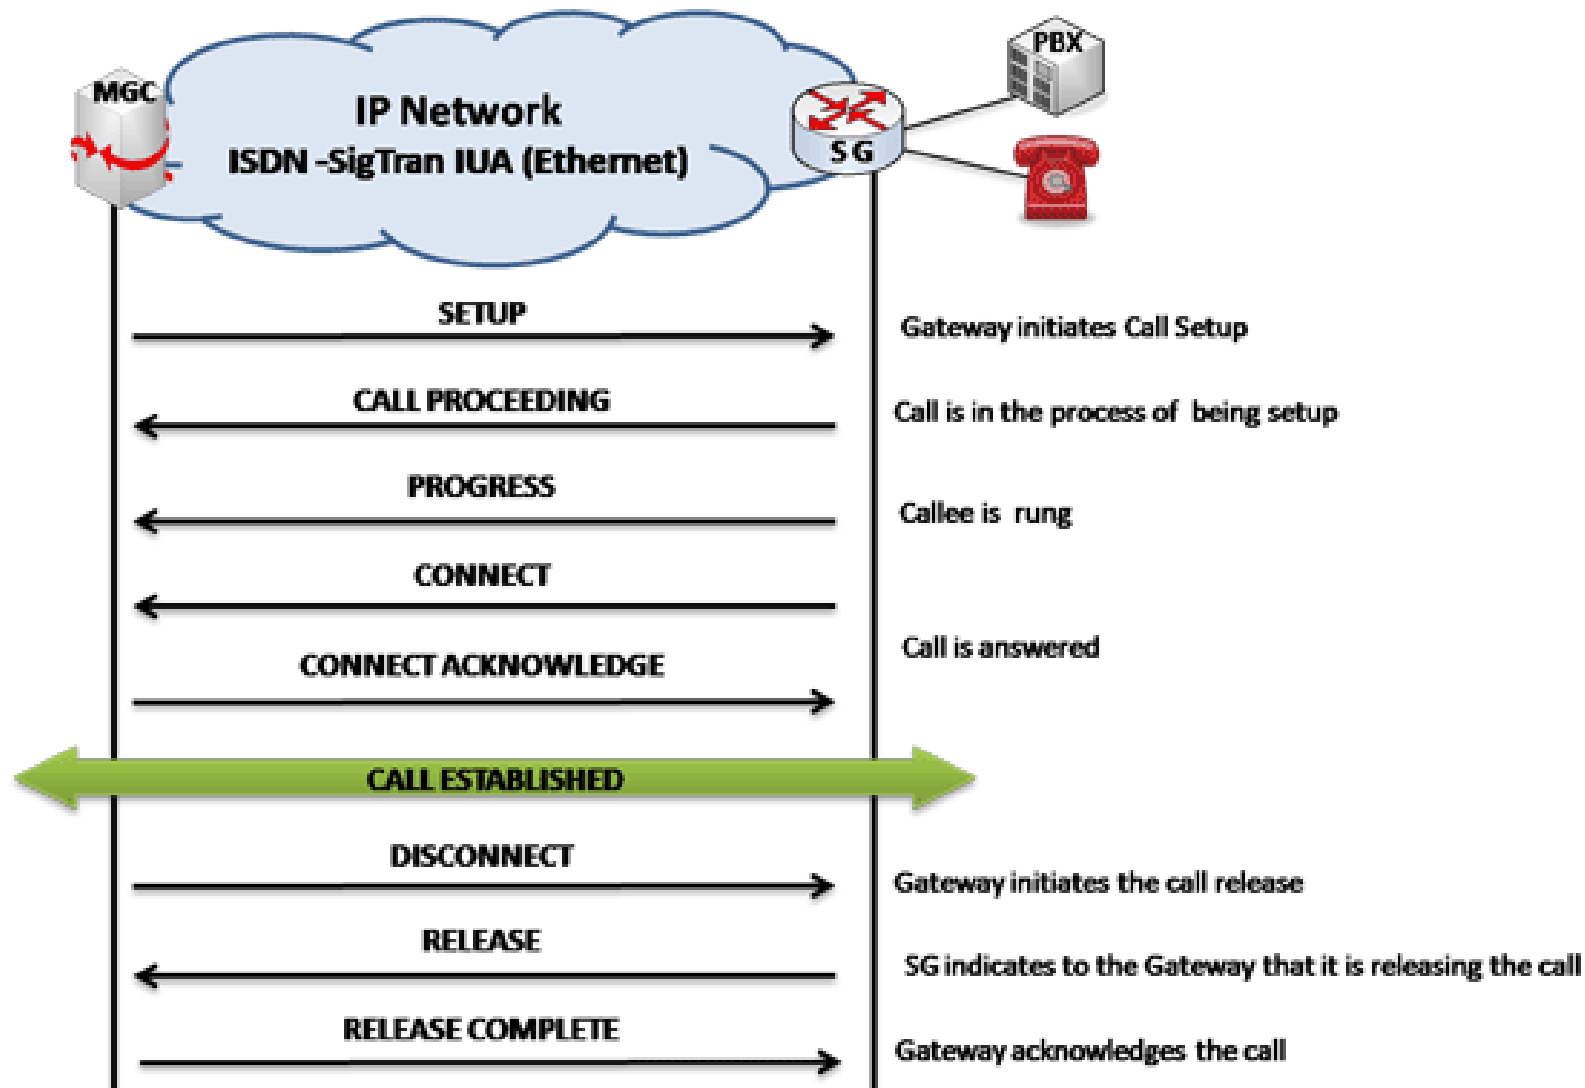 PBX
MGC
IP Network
ISDN -SigTran IUA (Ethernet)
SG
SETUP
Gateway initiates Call Setup
CALL PROCEEDING
Call is in the process of being setup
PROGRESS
Callee is rung
CONNECT
Call is answered
CONNECT ACKNOWLEDGE
CALL ESTABLISHED
DISCONNECT
Gateway initiates the call release
RELEASE
SG indicates to the Gateway that it is releasing the call
RELEASE COMPLETE
Gateway acknowledges the call